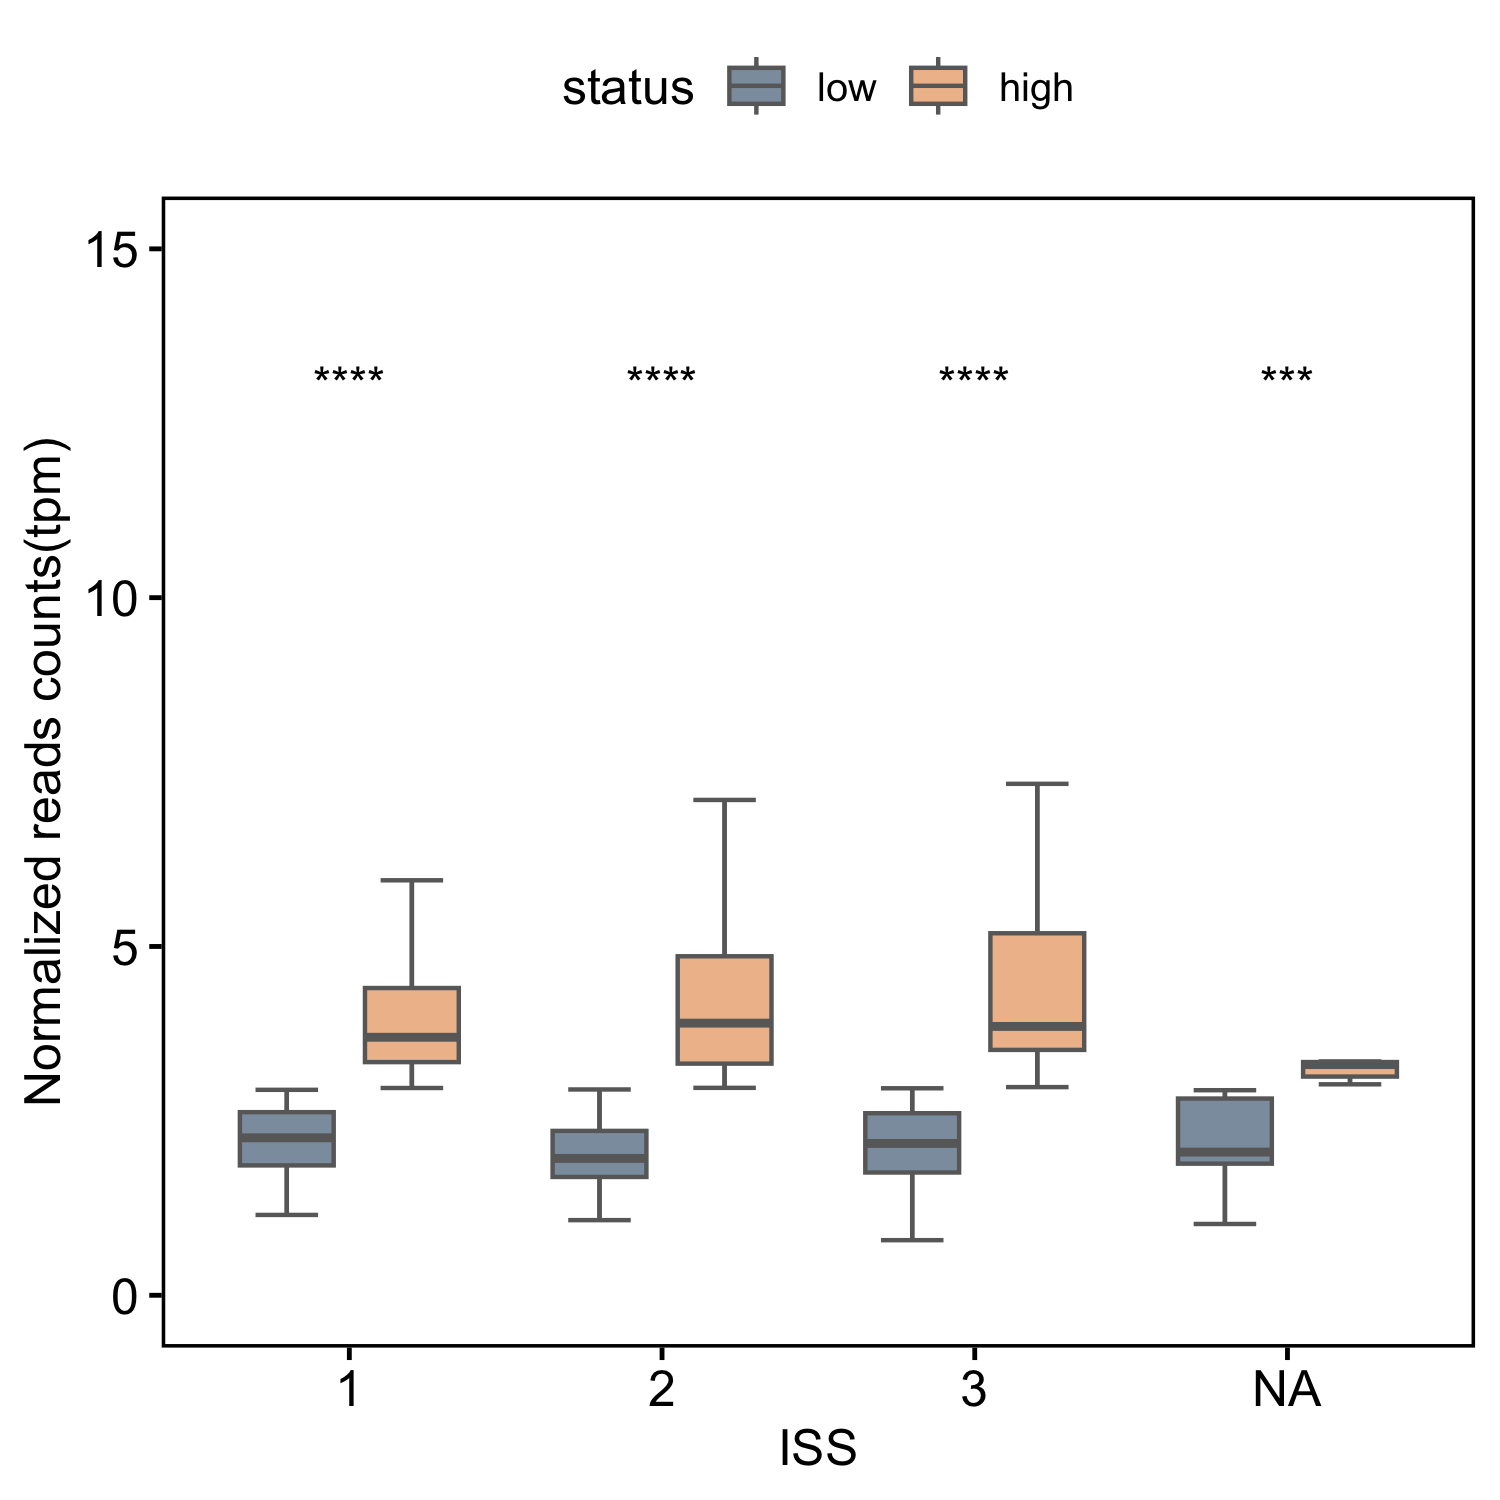 status low high
15
**** **** **** ***
10
5
0
Normalized reads counts(tpm)
1 2 3 NA
ISS